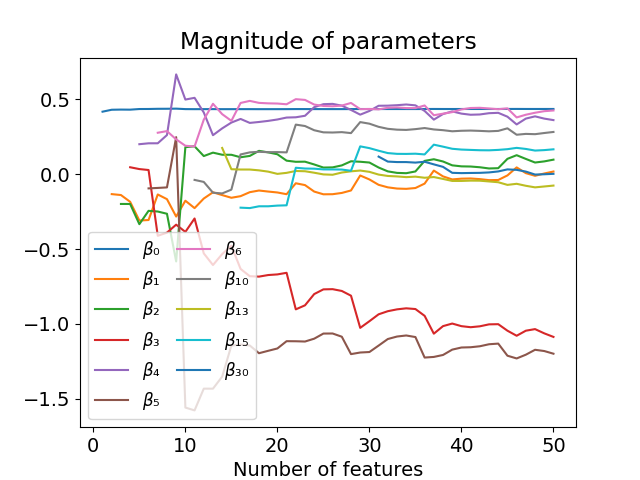 Magnitude of parameters
0.5
0.0
−0.5
−1.0
−1.5
β₀
β₁
β₂
β₃
β₄
β₅
β₆
β₁₀
β₁₃
β₁₅
β₃₀
0 10 20 30 40 50
Number of features